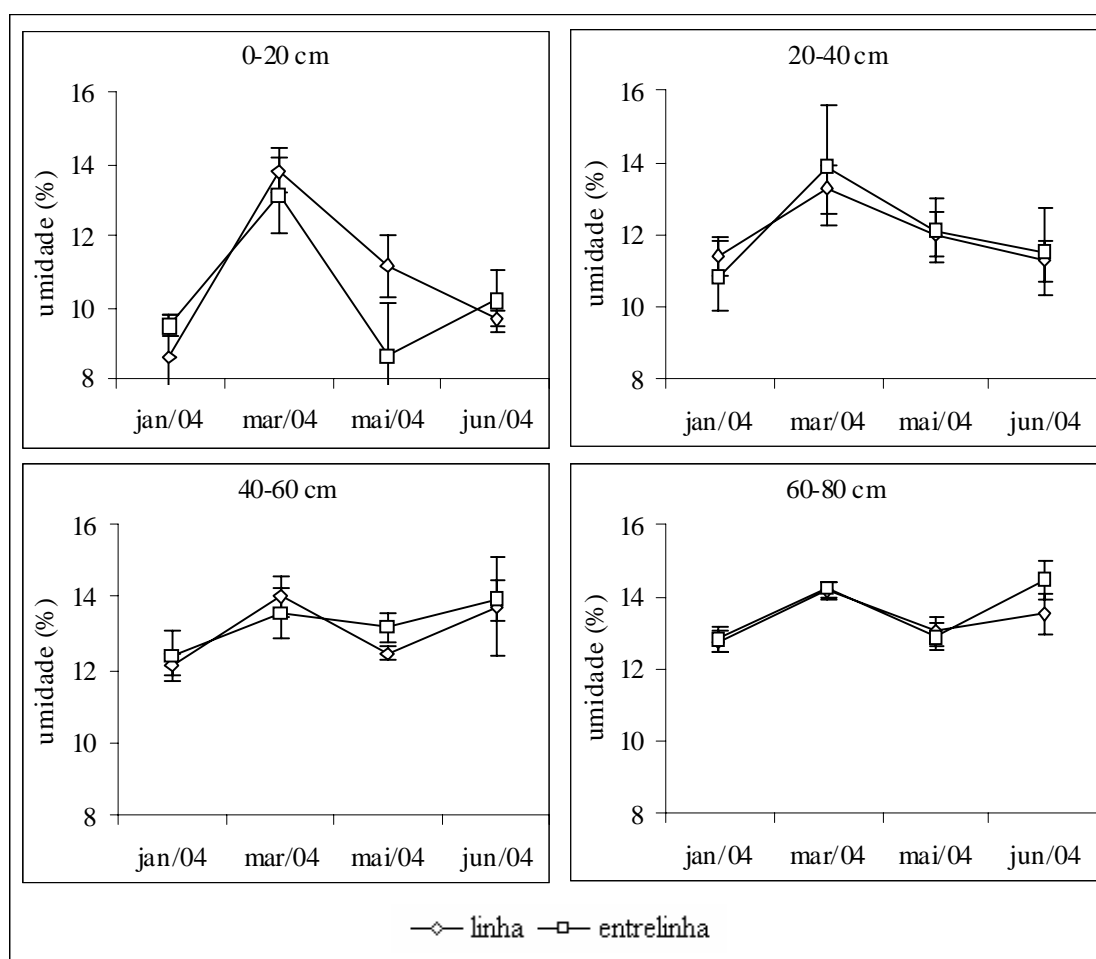 0-20 cm
16
14
12
10
8
umidade (%)
jan/04 mar/04 mai/04 jun/04
20-40 cm
16
14
12
10
8
umidade (%)
jan/04 mar/04 mai/04 jun/04
40-60 cm
16
14
12
10
8
umidade (%)
jan/04 mar/04 mai/04 jun/04
60-80 cm
16
14
12
10
8
umidade (%)
jan/04 mar/04 mai/04 jun/04
linha entrelinha